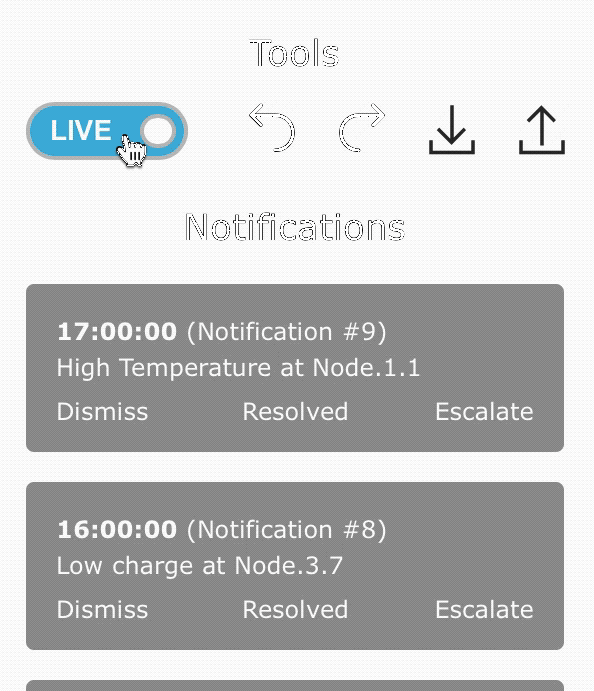 Tools
LIVE
Notifications
17:00:00 (Notification #9)
High Temperature at Node.1.1
Dismiss Resolved Escalate
16:00:00 (Notification #8)
Low charge at Node.3.7
Dismiss Resolved Escalate